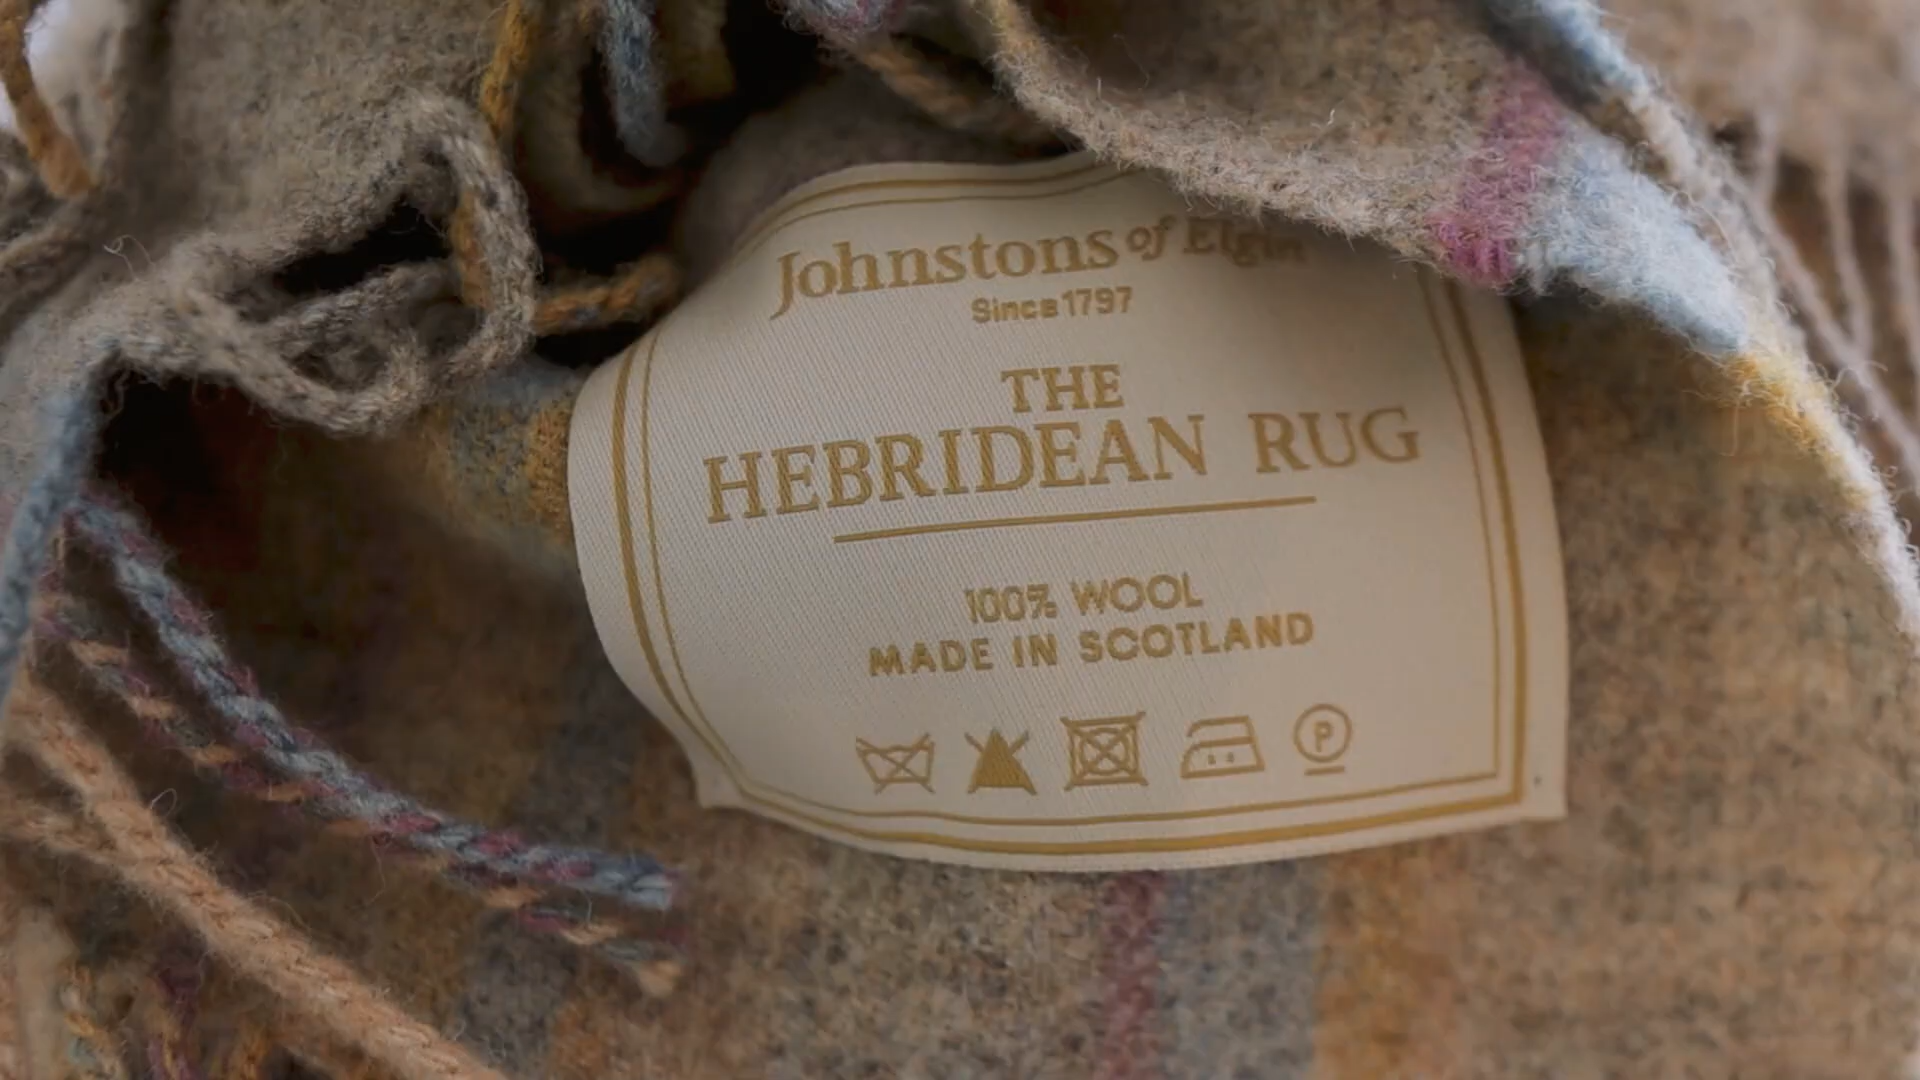 Johnstons of Elgin
Since 1797
THE
HEBRIDEAN RUG
100% WOOL
MADE IN SCOTLAND
P